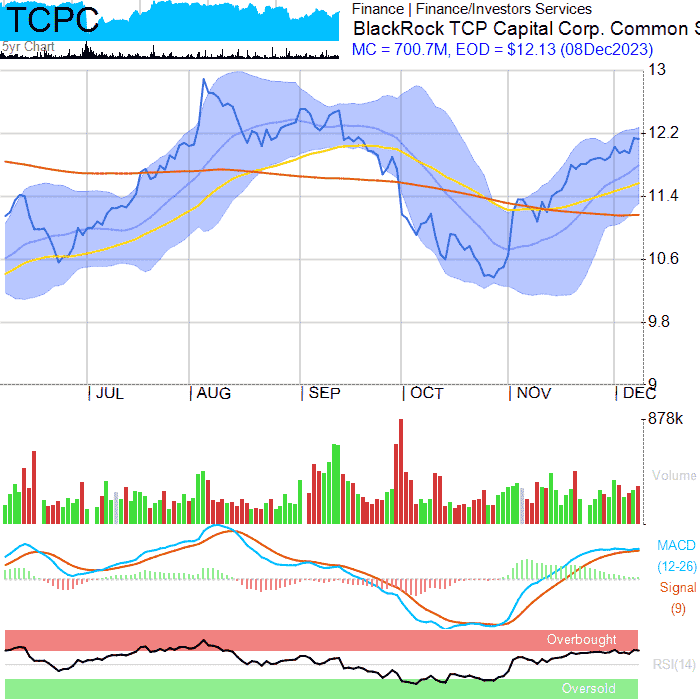 TCPC
5yr Chart
Finance | Finance/Investors Services
BlackRock TCP Capital Corp. Common S
MC = 700.7M, EOD = $12.13 (08Dec2023)
13
12.2
11.4
10.6
9.8
9
JUL AUG SEP OCT NOV DEC
878k
Volume
MACD
(12-26)
Signal
(9)
Overbought
RSI(14)
Oversold